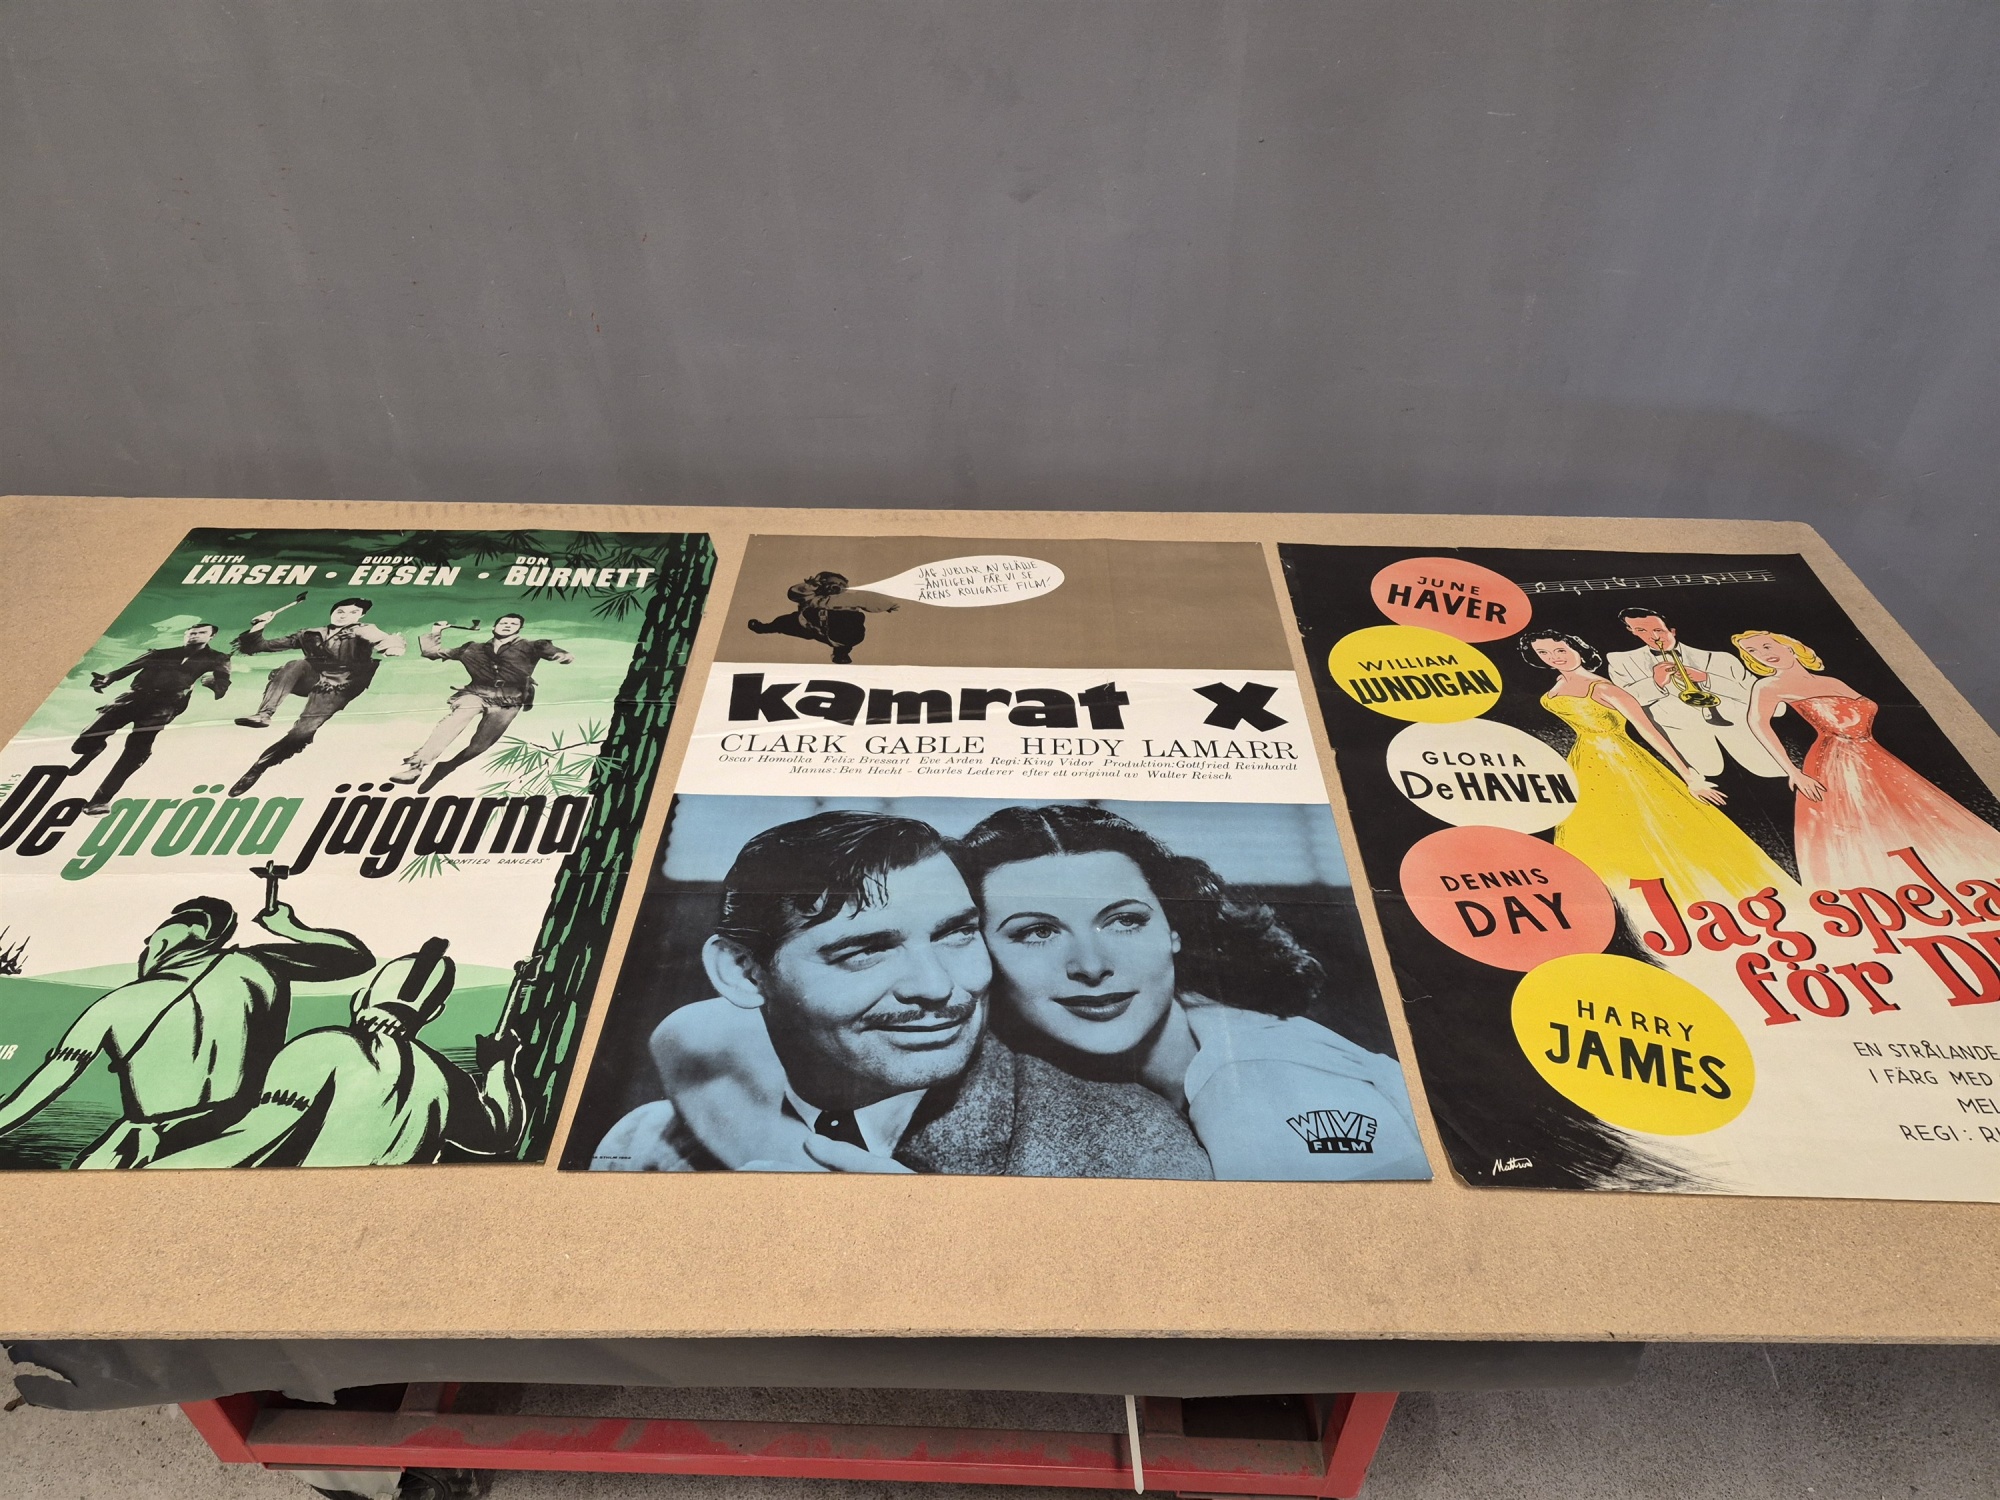 KEITH LARSEN • BUDDY EBSEN • DON BURNETT
De gröna jägarna
"FRONTIER RANGERS"
JAG JUBLAR AV GLÄDJE
—ÄNTLIGEN FÅR VI SE
ÅRENS ROLIGASTE FILM!
kamrat x
CLARK GABLE HEDY LAMARR
Oscar Homolka Felix Bressart Eve Arden Regi: King Vidor Produktion: Gottfried Reinhardt
Manus: Ben Hecht - Charles Lederer efter ett original av Walter Reisch
WIVE
FILM
JUNE
HAVER
WILLIAM
LUNDIGAN
GLORIA
DeHAVEN
DENNIS
DAY
HARRY
JAMES
Jag spelar
för
EN STRÅLANDE
I FÄRG MED
REGI: